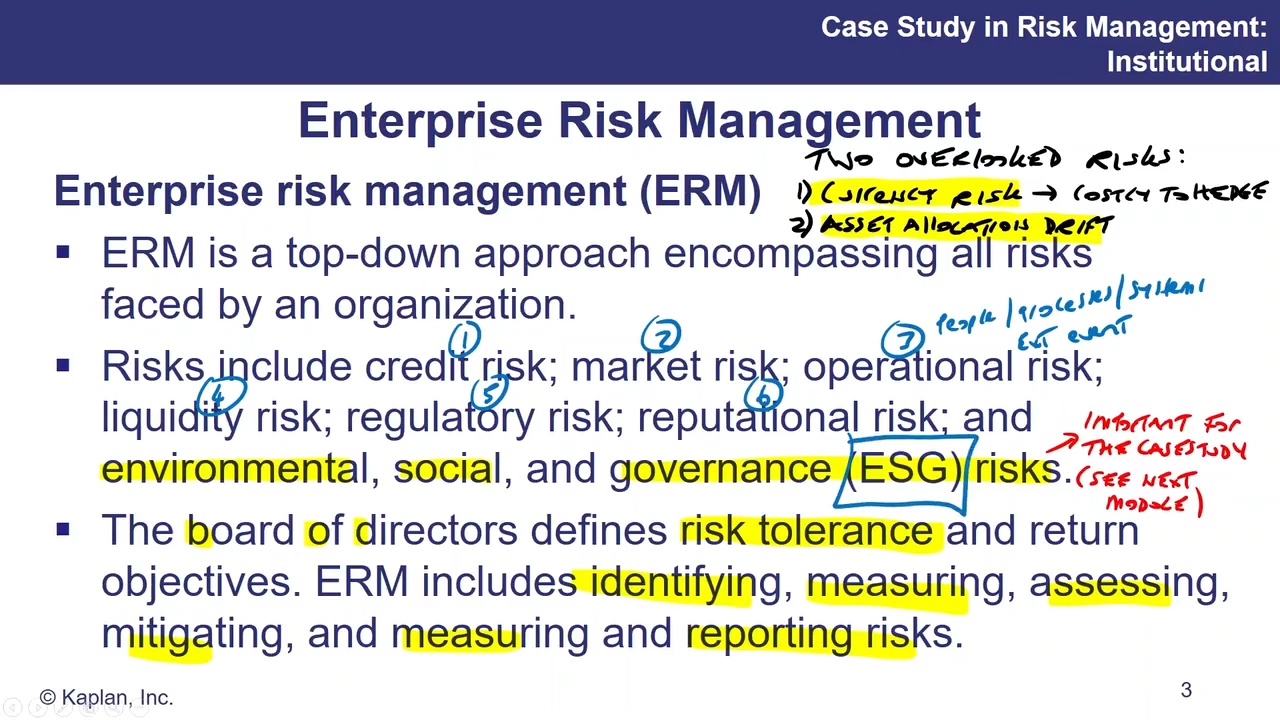 Case Study in Risk Management:
Institutional
Enterprise Risk Management
TWO OVERLOOKED RISKS:
Enterprise risk management (ERM)
1) CURRENCY RISK → COSTLY TO HEDGE
2) ASSET ALLOCATION DRIFT
▪ ERM is a top-down approach encompassing all risks
faced by an organization.
PEOPLE/PROCESSES/SYSTEMS
EXT EVENT
1 2 3
▪ Risks include credit risk; market risk; operational risk;
4 5 6
liquidity risk; regulatory risk; reputational risk; and
environmental, social, and governance (ESG) risks.
→ IMPORTANT FOR
THE CASE STUDY
(SEE NEXT
MODULE)
▪ The board of directors defines risk tolerance and return
objectives. ERM includes identifying, measuring, assessing,
mitigating, and measuring and reporting risks.
© Kaplan, Inc.
3